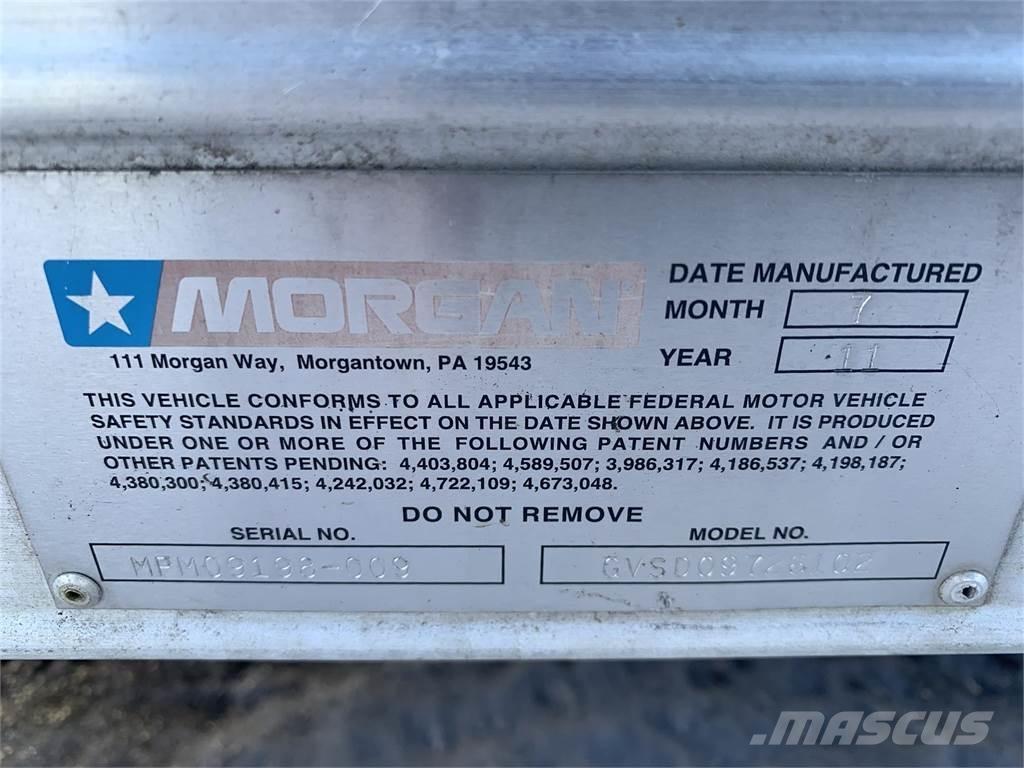 MORGAN
111 Morgan Way, Morgantown, PA 19543
DATE MANUFACTURED
MONTH 7
YEAR 11
THIS VEHICLE CONFORMS TO ALL APPLICABLE FEDERAL MOTOR VEHICLE
SAFETY STANDARDS IN EFFECT ON THE DATE SHOWN ABOVE. IT IS PRODUCED
UNDER ONE OR MORE OF THE FOLLOWING PATENT NUMBERS AND / OR
OTHER PATENTS PENDING: 4,403,804; 4,589,507; 3,986,317; 4,186,537; 4,198,187;
4,380,300; 4,380,415; 4,242,032; 4,722,109; 4,673,048.
DO NOT REMOVE
SERIAL NO.
MPM09198-009
MODEL NO.
MASCUS